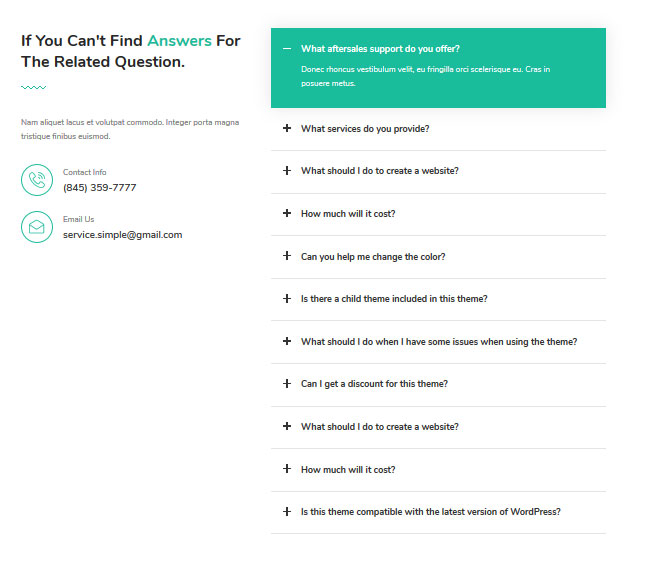 If You Can't Find Answers For
The Related Question.
Nam aliquet lacus et volutpat commodo. Integer porta magna
tristique finibus euismod.
Contact Info
(845) 359-7777
Email Us
service.simple@gmail.com
What aftersales support do you offer?
Donec rhoncus vestibulum velit, eu fringilla orci scelerisque eu. Cras in
posuere metus.
What services do you provide?
What should I do to create a website?
How much will it cost?
Can you help me change the color?
Is there a child theme included in this theme?
What should I do when I have some issues when using the theme?
Can I get a discount for this theme?
What should I do to create a website?
How much will it cost?
Is this theme compatible with the latest version of WordPress?